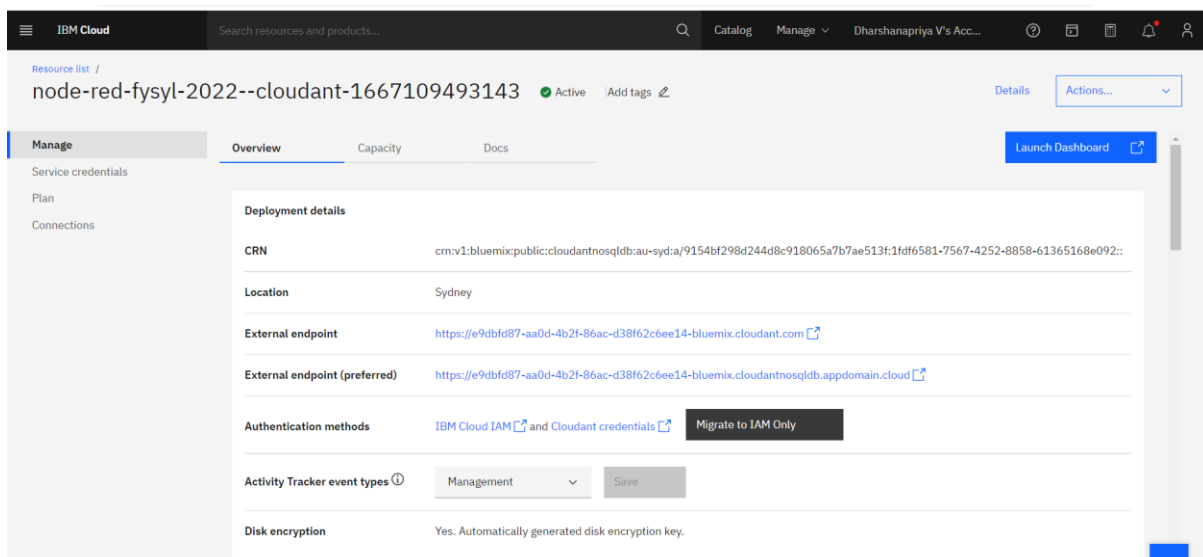 IBM Cloud
Search resources and products...
Catalog
Manage
Dharshanapriya V's Acc...
Resource list /
node-red-fysyl-2022--cloudant-1667109493143
Active
Add tags
Details
Actions...
Manage
Service credentials
Plan
Connections
Overview
Capacity
Docs
Launch Dashboard
Deployment details
CRN crn:v1:bluemix:public:cloudantnosqldb:au-syd:a/9154bf298d244d8c918065a7b7ae513f:1fdf6581-7567-4252-8858-61365168e092::
Location Sydney
External endpoint https://e9dbfd87-aa0d-4b2f-86ac-d38f62c6ee14-bluemix.cloudant.com
External endpoint (preferred) https://e9dbfd87-aa0d-4b2f-86ac-d38f62c6ee14-bluemix.cloudantnosqldb.appdomain.cloud
Authentication methods IBM Cloud IAM and Cloudant credentials Migrate to IAM Only
Activity Tracker event types Management Save
Disk encryption Yes. Automatically generated disk encryption key.